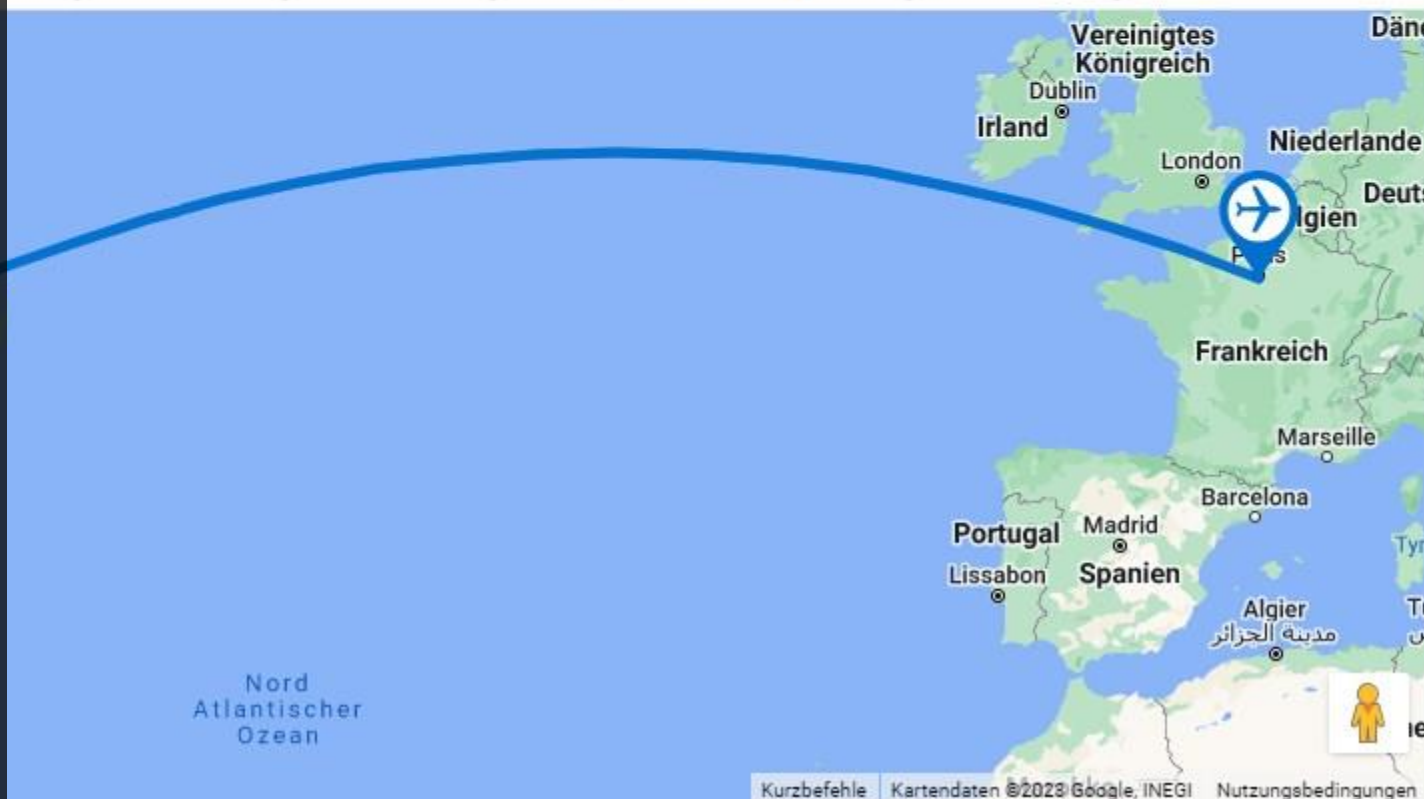 Vereinigtes
Königreich
Dän
Dublin
Irland
Niederlande
London
Deuts
lgien
Frankreich
Marseille
Barcelona
Portugal
Madrid
Lissabon
Spanien
Tyr
Algier
مدينة الجزائر
Nord
Atlantischer
Ozean
Kurzbefehle
Kartendaten ©2023 Google, INEGI
Nutzungsbedingungen